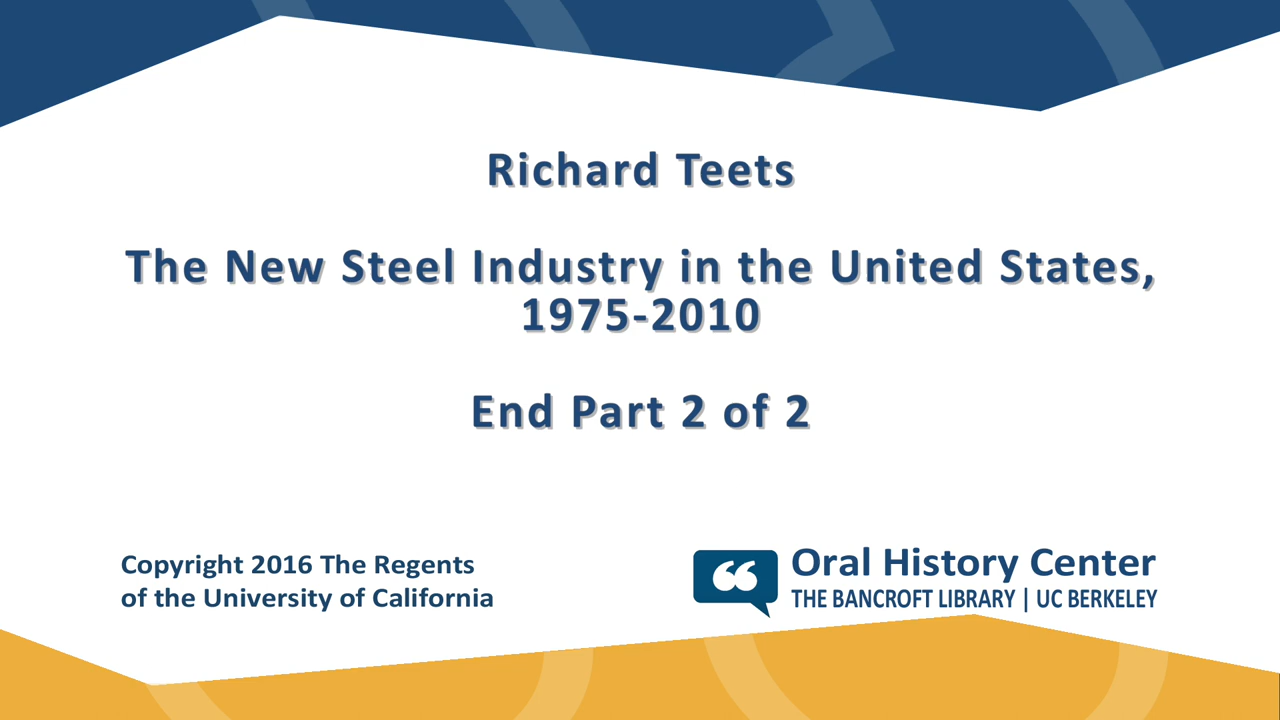 Richard Teets
The New Steel Industry in the United States,
1975-2010
End Part 2 of 2
Copyright 2016 The Regents
of the University of California
Oral History Center
THE BANCROFT LIBRARY | UC BERKELEY